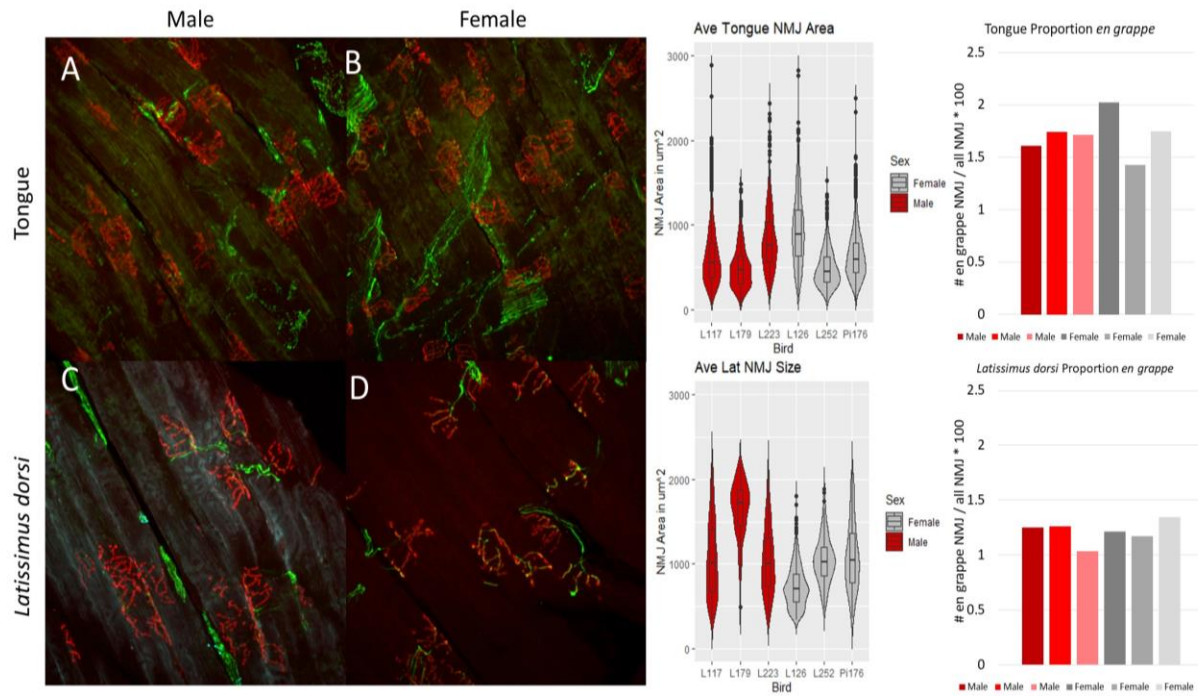 Male
Female
Tongue
Latissimus dorsi
A
B
C
D
Ave Tongue NMJ Area
NMJ Area in um^2
3000
2000
1000
0
L117 L179 L223 L126 L252 Pi176
Bird
Sex
Female
Male
Tongue Proportion en grappe
# en grappe NMJ / all NMJ * 100
2.5
2
1.5
1
0.5
0
Male Male Male Female Female Female
Ave Lat NMJ Size
NMJ Area in um^2
3000
2000
1000
0
L117 L179 L223 L126 L252 Pi176
Bird
Sex
Female
Male
Latissimus dorsi Proportion en grappe
# en grappe NMJ / all NMJ * 100
2.5
2
1.5
1
0.5
0
Male Male Male Female Female Female